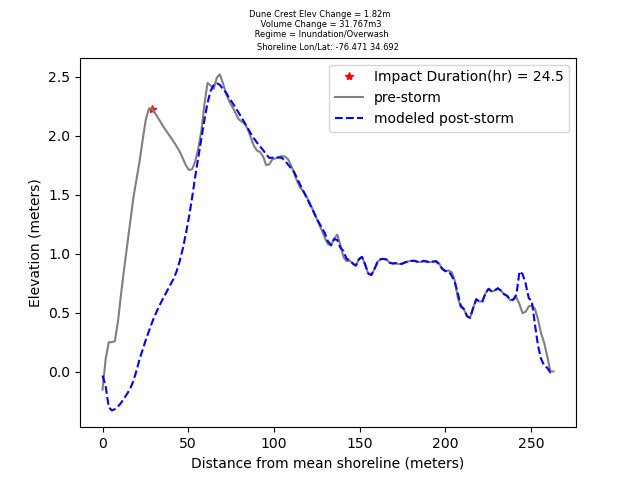 Dune Crest Elev Change = 1.82m
Volume Change = 31.767m3
Regime = Inundation/Overwash
Shoreline Lon/Lat: -76.471 34.692
Impact Duration(hr) = 24.5
pre-storm
modeled post-storm
2.5
2.0
1.5
1.0
0.5
0.0
Elevation (meters)
0 50 100 150 200 250
Distance from mean shoreline (meters)